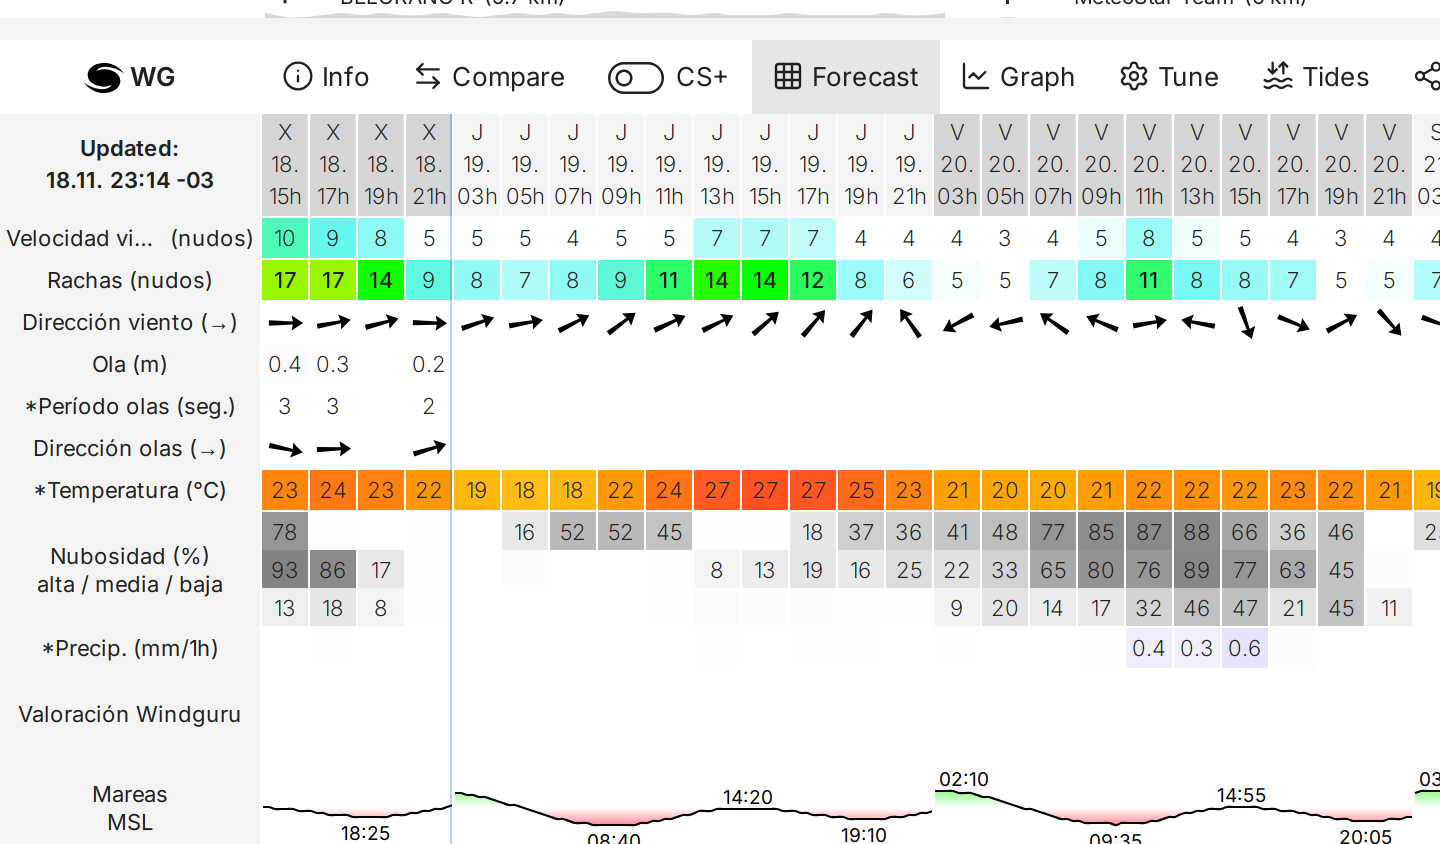 WG Info Compare CS+ Forecast Graph Tune Tides
Updated:
18.11. 23:14 -03
X X X X J J J J J J J J J J V V V V V V V V V V
18. 18. 18. 18. 19. 19. 19. 19. 19. 19. 19. 19. 19. 19. 20. 20. 20. 20. 20. 20. 20. 20. 20. 20.
15h 17h 19h 21h 03h 05h 07h 09h 11h 13h 15h 17h 19h 21h 03h 05h 07h 09h 11h 13h 15h 17h 19h 21h
Velocidad vi... (nudos) 10 9 8 5 5 5 4 5 5 7 7 7 4 4 4 3 4 5 8 5 5 4 3 4 4
Rachas (nudos) 17 17 14 9 8 7 8 9 11 14 14 12 8 6 5 5 7 8 11 8 8 7 5 5 7
Dirección viento (→)
Ola (m) 0.4 0.3 0.2
*Período olas (seg.) 3 3 2
Dirección olas (→)
*Temperatura (°C) 23 24 23 22 19 18 18 22 24 27 27 27 25 23 21 20 20 21 22 22 22 23 22 21
78 16 52 52 45 18 37 36 41 48 77 85 87 88 66 36 46
Nubosidad (%)
93 86 17 8 13 19 16 25 22 33 65 80 76 89 77 63 45
alta / media / baja
13 18 8 9 20 14 17 32 46 47 21 45 11
*Precip. (mm/1h) 0.4 0.3 0.6
Valoración Windguru
Mareas
MSL
02:10
14:20 14:55
18:25 08:40 19:10 09:35 20:05